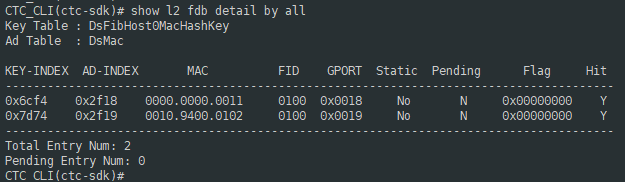 CTC_CLI(ctc-sdk)# show l2 fdb detail by all
Key Table : DsFibHost0MacHashKey
Ad Table  : DsMac
KEY-INDEX  AD-INDEX      MAC          FID   GPORT  Static  Pending      Flag     Hit
--------------------------------------------------------------------------------
0x6cf4    0x2f18    0000.0000.0011    0100  0x0018    No       N    0x00000000    Y
0x7d74    0x2f19    0010.9400.0102    0100  0x0019    No       N    0x00000000    Y
--------------------------------------------------------------------------------
Total Entry Num: 2
Pending Entry Num: 0
CTC_CLI(ctc-sdk)#